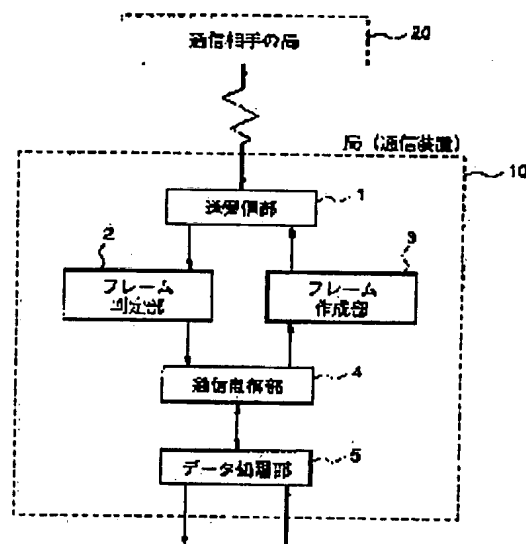 通信相手の局
20
局 (通信装置)
10
送受信部
1
2
3
フレーム
判定部
フレーム
作成部
通信制御部
4
データ処理部
5